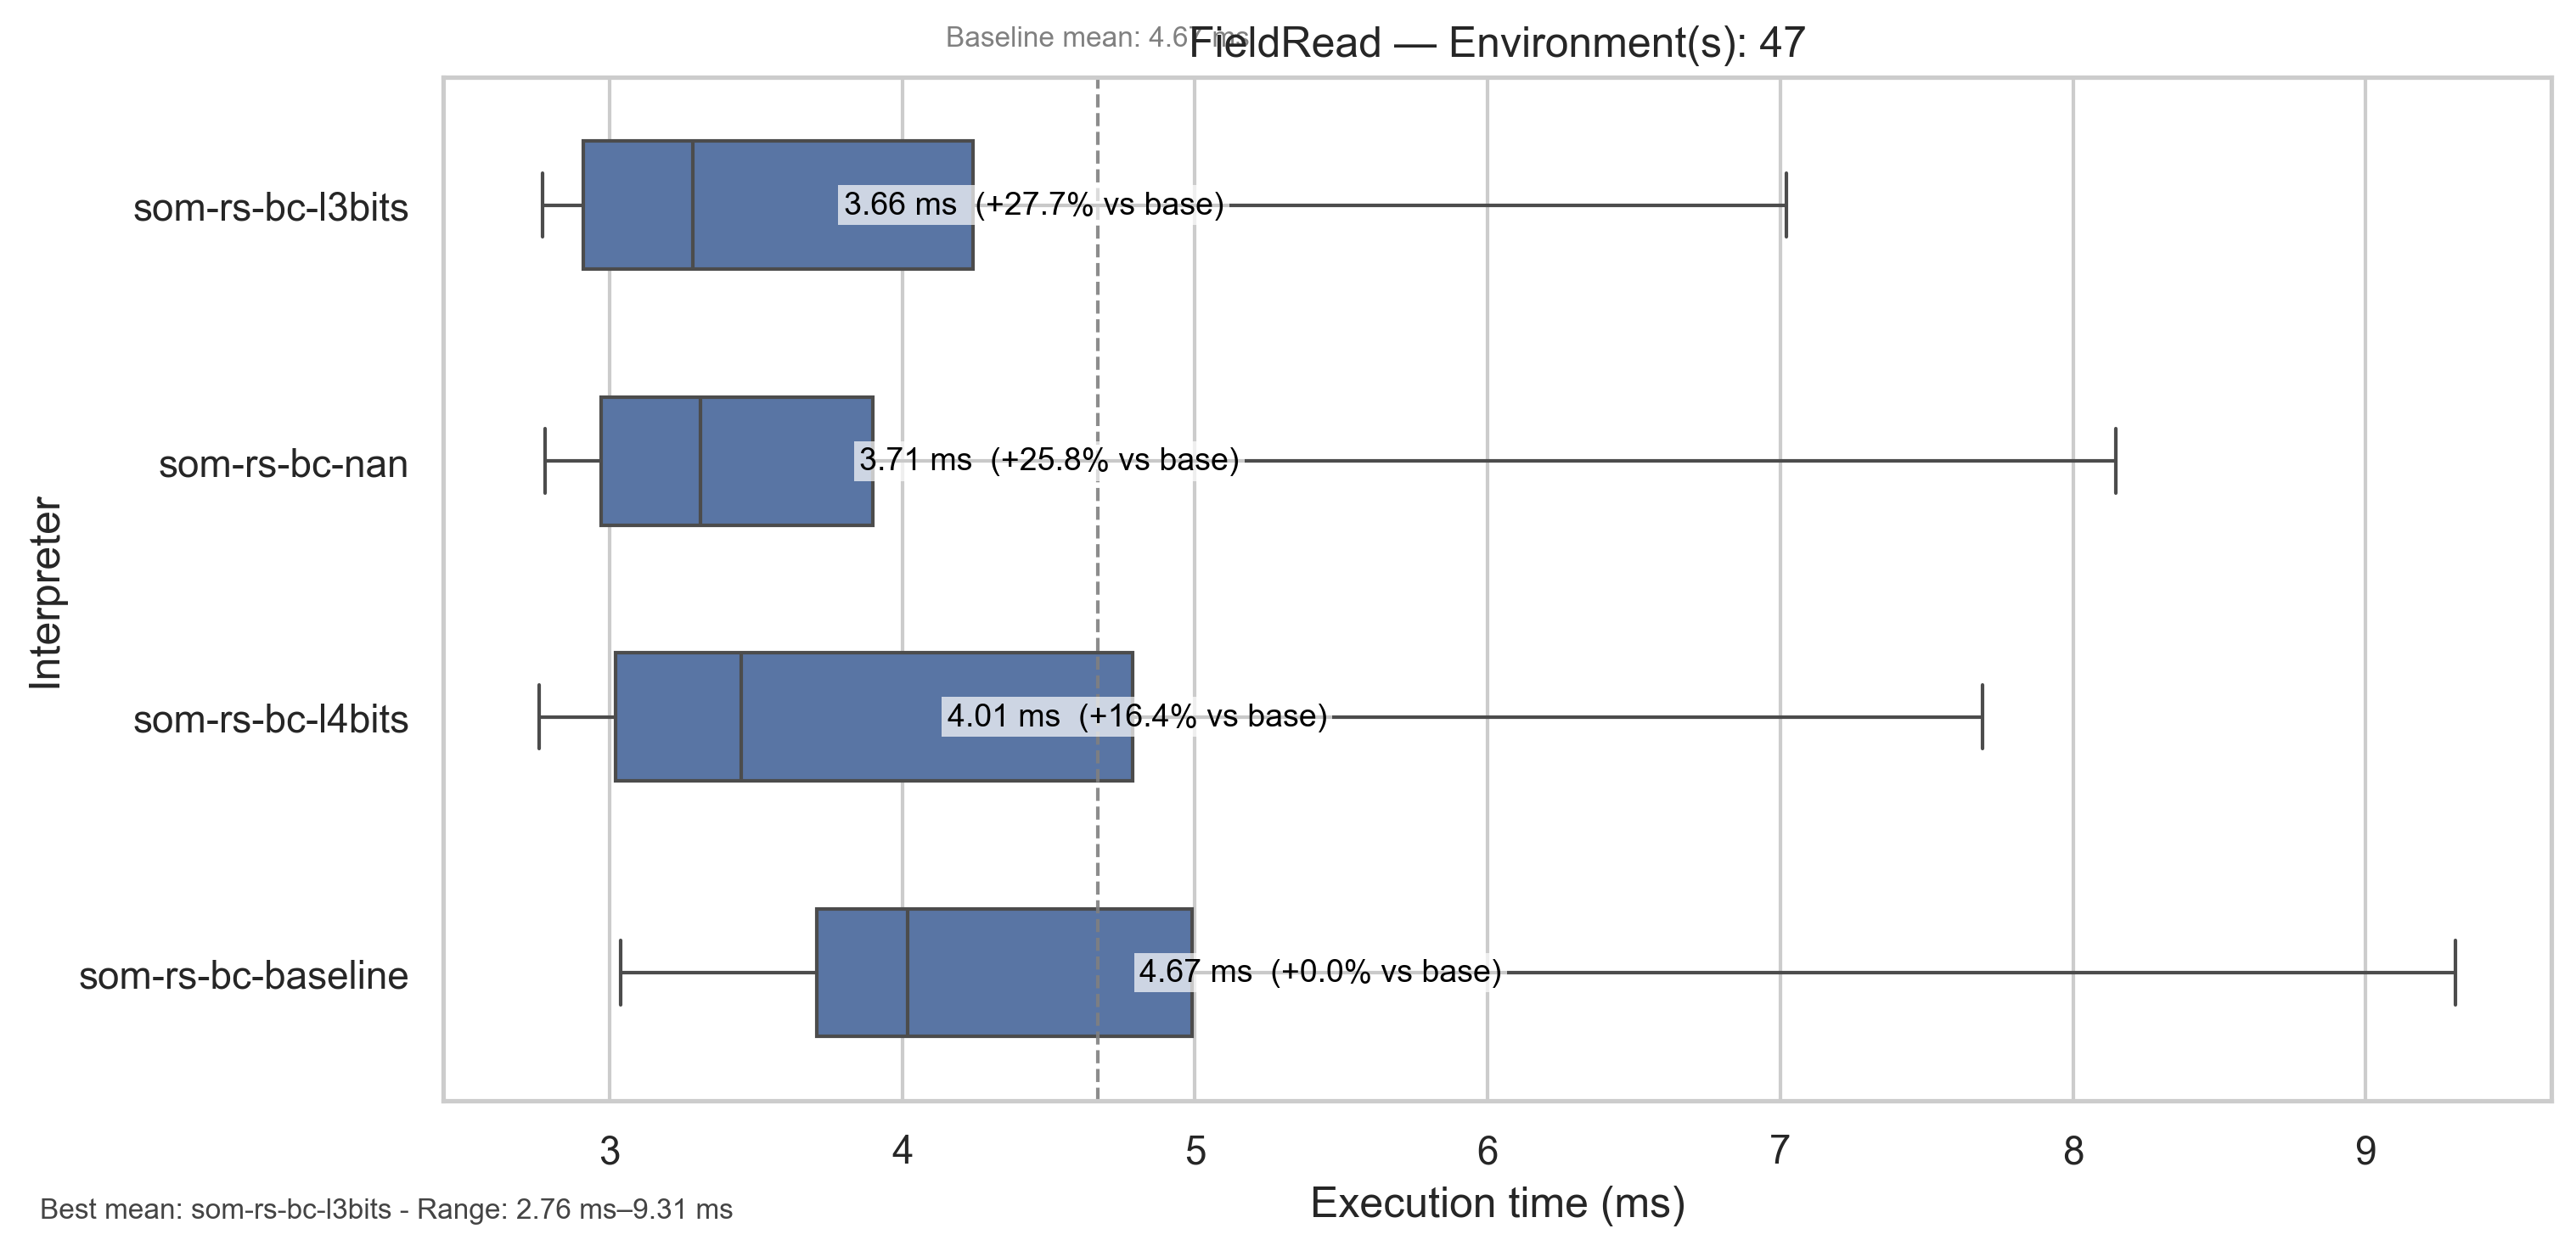 Baseline mean: 4.67 ms
FieldRead — Environment(s): 47
som-rs-bc-l3bits
3.66 ms (+27.7% vs base)
som-rs-bc-nan
3.71 ms (+25.8% vs base)
Interpreter
som-rs-bc-l4bits
4.01 ms (+16.4% vs base)
som-rs-bc-baseline
4.67 ms (+0.0% vs base)
3 4 5 6 7 8 9
Execution time (ms)
Best mean: som-rs-bc-l3bits - Range: 2.76 ms–9.31 ms